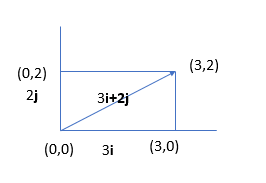 (3,2)
(0,2)
2j
3i+2j
(0,0)
3i
(3,0)